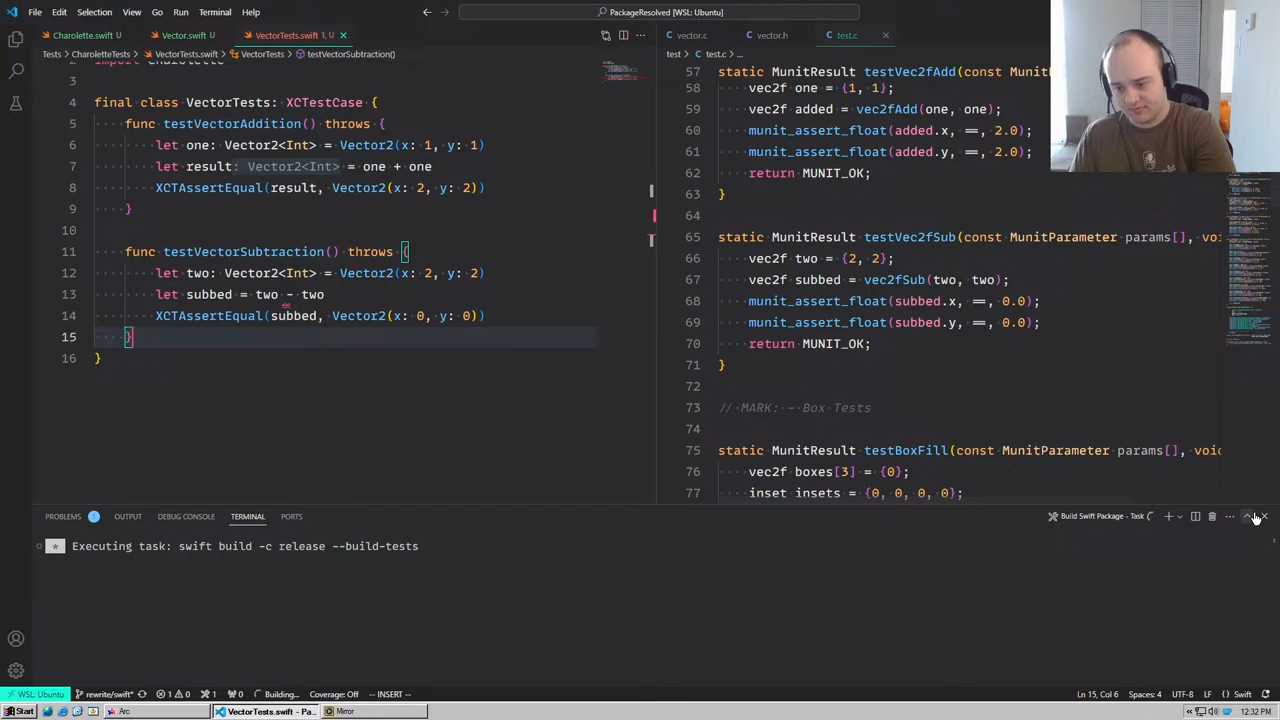 File Edit Selection View Go Run Terminal Help
PackageResolved [WSL: Ubuntu]
Charolette.swift 1, U
Vector.swift U
VectorTests.swift 1, U
vector.c
vector.h
test.c
Tests > CharoletteTests > VectorTests.swift > VectorTests > testVectorSubtraction()
test > test.c > ...
2 import Charolette
3
4 final class VectorTests: XCTestCase {
5 func testVectorAddition() throws {
6 let one: Vector2<Int> = Vector2(x: 1, y: 1)
7 let result: Vector2<Int> = one + one
8 XCTAssertEqual(result, Vector2(x: 2, y: 2))
9 }
10
11 func testVectorSubtraction() throws {
12 let two: Vector2<Int> = Vector2(x: 2, y: 2)
13 let subbed = two - two
14 XCTAssertEqual(subbed, Vector2(x: 0, y: 0))
15 }
16 }
57 static MunitResult testVec2fAdd(const Muni
58 vec2f one = {1, 1};
59 vec2f added = vec2fAdd(one, one);
60 munit_assert_float(added.x, ==, 2.0);
61 munit_assert_float(added.y, ==, 2.0);
62 return MUNIT_OK;
63 }
64
65 static MunitResult testVec2fSub(const MunitParameter params[], voi
66 vec2f two = {2, 2};
67 vec2f subbed = vec2fSub(two, two);
68 munit_assert_float(subbed.x, ==, 0.0);
69 munit_assert_float(subbed.y, ==, 0.0);
70 return MUNIT_OK;
71 }
72
73 // MARK: - Box Tests
74
75 static MunitResult testBoxFill(const MunitParameter params[], voic
76 vec2f boxes[3] = {0};
77 inset insets = {0, 0, 0, 0};
PROBLEMS 1 OUTPUT DEBUG CONSOLE TERMINAL PORTS
Build Swift Package - Task
* Executing task: swift build -c release --build-tests
WSL: Ubuntu rewrite/swift* 1 0 1 0 Building... Coverage: Off -- INSERT --
Ln 15, Col 6 Spaces: 4 UTF-8 LF {} Swift
Start Arc VectorTests.swift - Pa... Mirror 12:32 PM